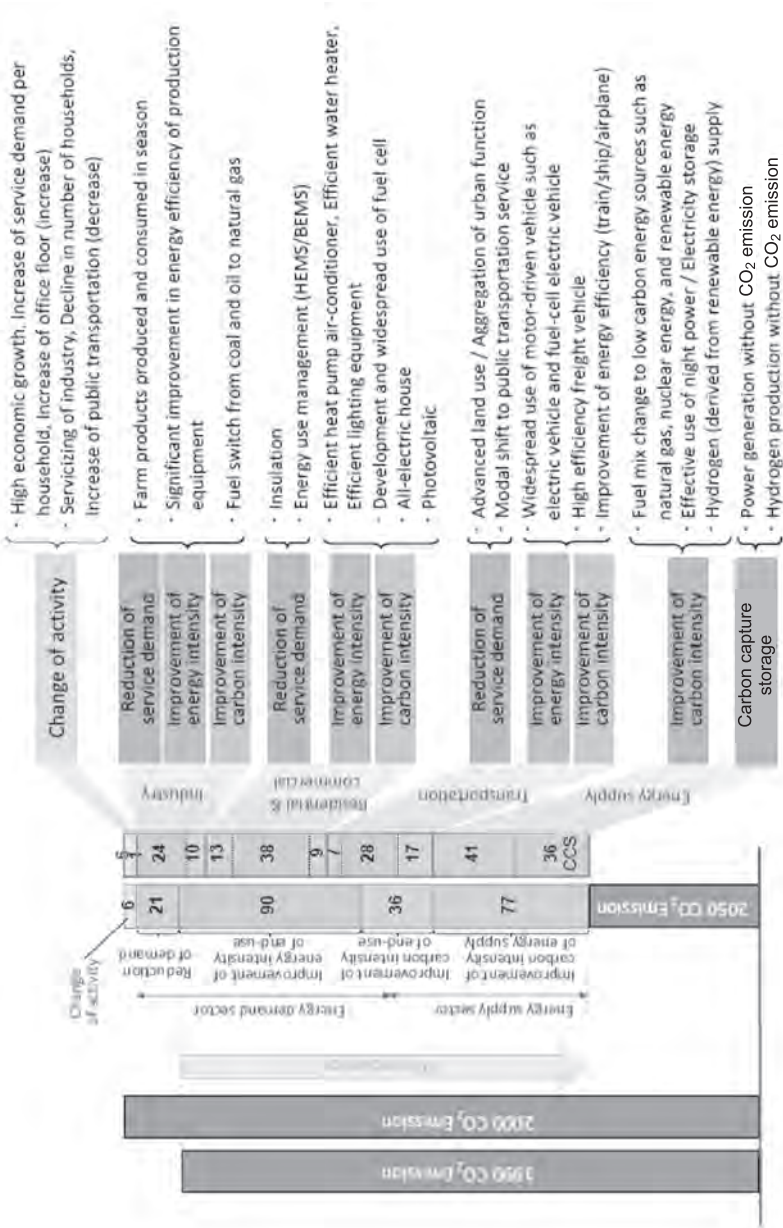 Change
of activity
6
21
90
36
77
Reduction
of demand
Improvement of
energy intensity
of end-use
Improvement of
carbon intensity
of end-use
Improvement of
carbon intensity
of energy supply
Energy demand sector
Energy supply sector
1990 CO₂ Emission
2000 CO₂ Emission
2050 CO₂ Emission
6
1
24
10
13
38
9
7
28
17
41
36
CCS
Change of activity
· High economic growth, Increase of service demand per
household, Increase of office floor (increase)
· Servicizing of industry, Decline in number of households,
Increase of public transportation (decrease)
Industry
Reduction of
service demand
· Farm products produced and consumed in season
Improvement of
energy intensity
· Significant improvement in energy efficiency of production
equipment
Improvement of
carbon intensity
· Fuel switch from coal and oil to natural gas
Residential &
commercial
Reduction of
service demand
· Insulation
· Energy use management (HEMS/BEMS)
Improvement of
energy intensity
· Efficient heat pump air-conditioner, Efficient water heater,
Efficient lighting equipment
· Development and widespread use of fuel cell
Improvement of
carbon intensity
· All-electric house
· Photovoltaic
Transportation
Reduction of
service demand
· Advanced land use / Aggregation of urban function
· Modal shift to public transportation service
Improvement of
energy intensity
· Widespread use of motor-driven vehicle such as
electric vehicle and fuel-cell electric vehicle
· High efficiency freight vehicle
Improvement of
carbon intensity
· Improvement of energy efficiency (train/ship/airplane)
Energy supply
Improvement of
carbon intensity
· Fuel mix change to low carbon energy sources such as
natural gas, nuclear energy, and renewable energy
· Effective use of night power / Electricity storage
· Hydrogen (derived from renewable energy) supply
Carbon capture
storage
· Power generation without CO₂ emission
· Hydrogen production without CO₂ emission